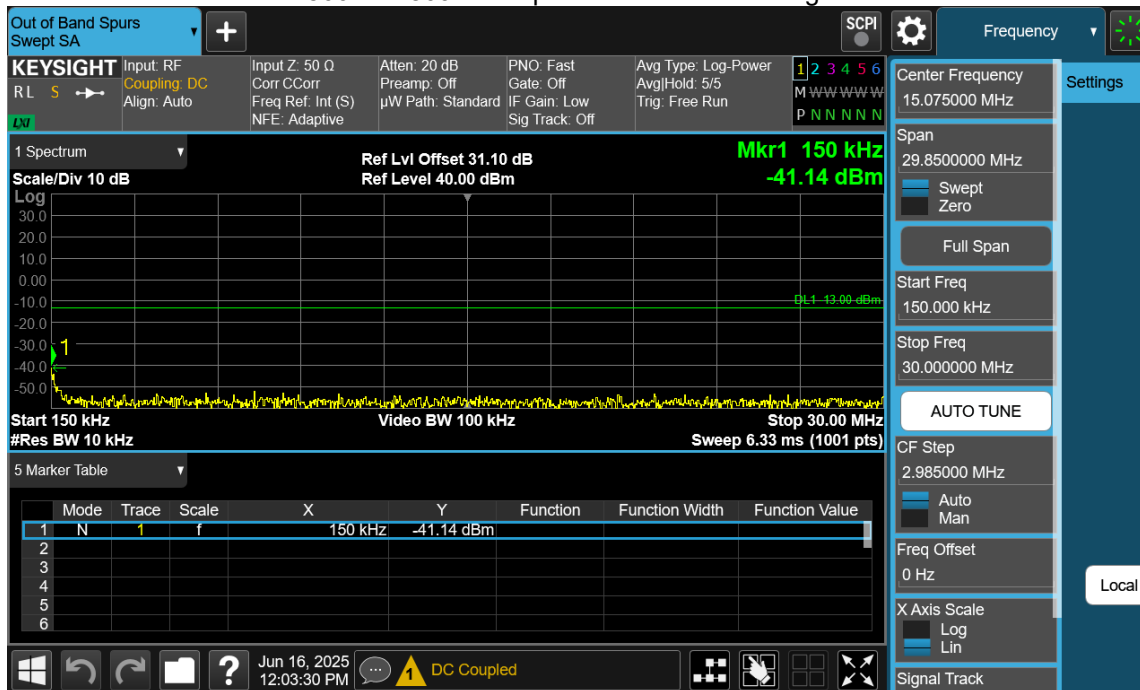 Out of Band Spurs
Swept SA
SCPI
Frequency
KEYSIGHT
RL S
LXI
Input: RF
Coupling: DC
Align: Auto
Input Z: 50 Ω
Corr CCorr
Freq Ref: Int (S)
NFE: Adaptive
Atten: 20 dB
Preamp: Off
µW Path: Standard
PNO: Fast
Gate: Off
IF Gain: Low
Sig Track: Off
Avg Type: Log-Power
Avg|Hold: 5/5
Trig: Free Run
1 2 3 4 5 6
M W W W W W
P N N N N N
1 Spectrum
Scale/Div 10 dB
Ref Lvl Offset 31.10 dB
Ref Level 40.00 dBm
Mkr1 150 kHz
-41.14 dBm
Log
30.0
20.0
10.0
0.00
-10.0
-20.0
-30.0
-40.0
-50.0
DL1 -13.00 dBm
1
Start 150 kHz
#Res BW 10 kHz
Video BW 100 kHz
Stop 30.00 MHz
Sweep 6.33 ms (1001 pts)
5 Marker Table
Mode Trace Scale X Y Function Function Width Function Value
1 N 1 f 150 kHz -41.14 dBm
2
3
4
5
6
Center Frequency
15.075000 MHz
Span
29.8500000 MHz
Swept
Zero
Full Span
Start Freq
150.000 kHz
Stop Freq
30.000000 MHz
AUTO TUNE
CF Step
2.985000 MHz
Auto
Man
Freq Offset
0 Hz
X Axis Scale
Log
Lin
Signal Track
Settings
Local
?
Jun 16, 2025
12:03:30 PM
1
DC Coupled